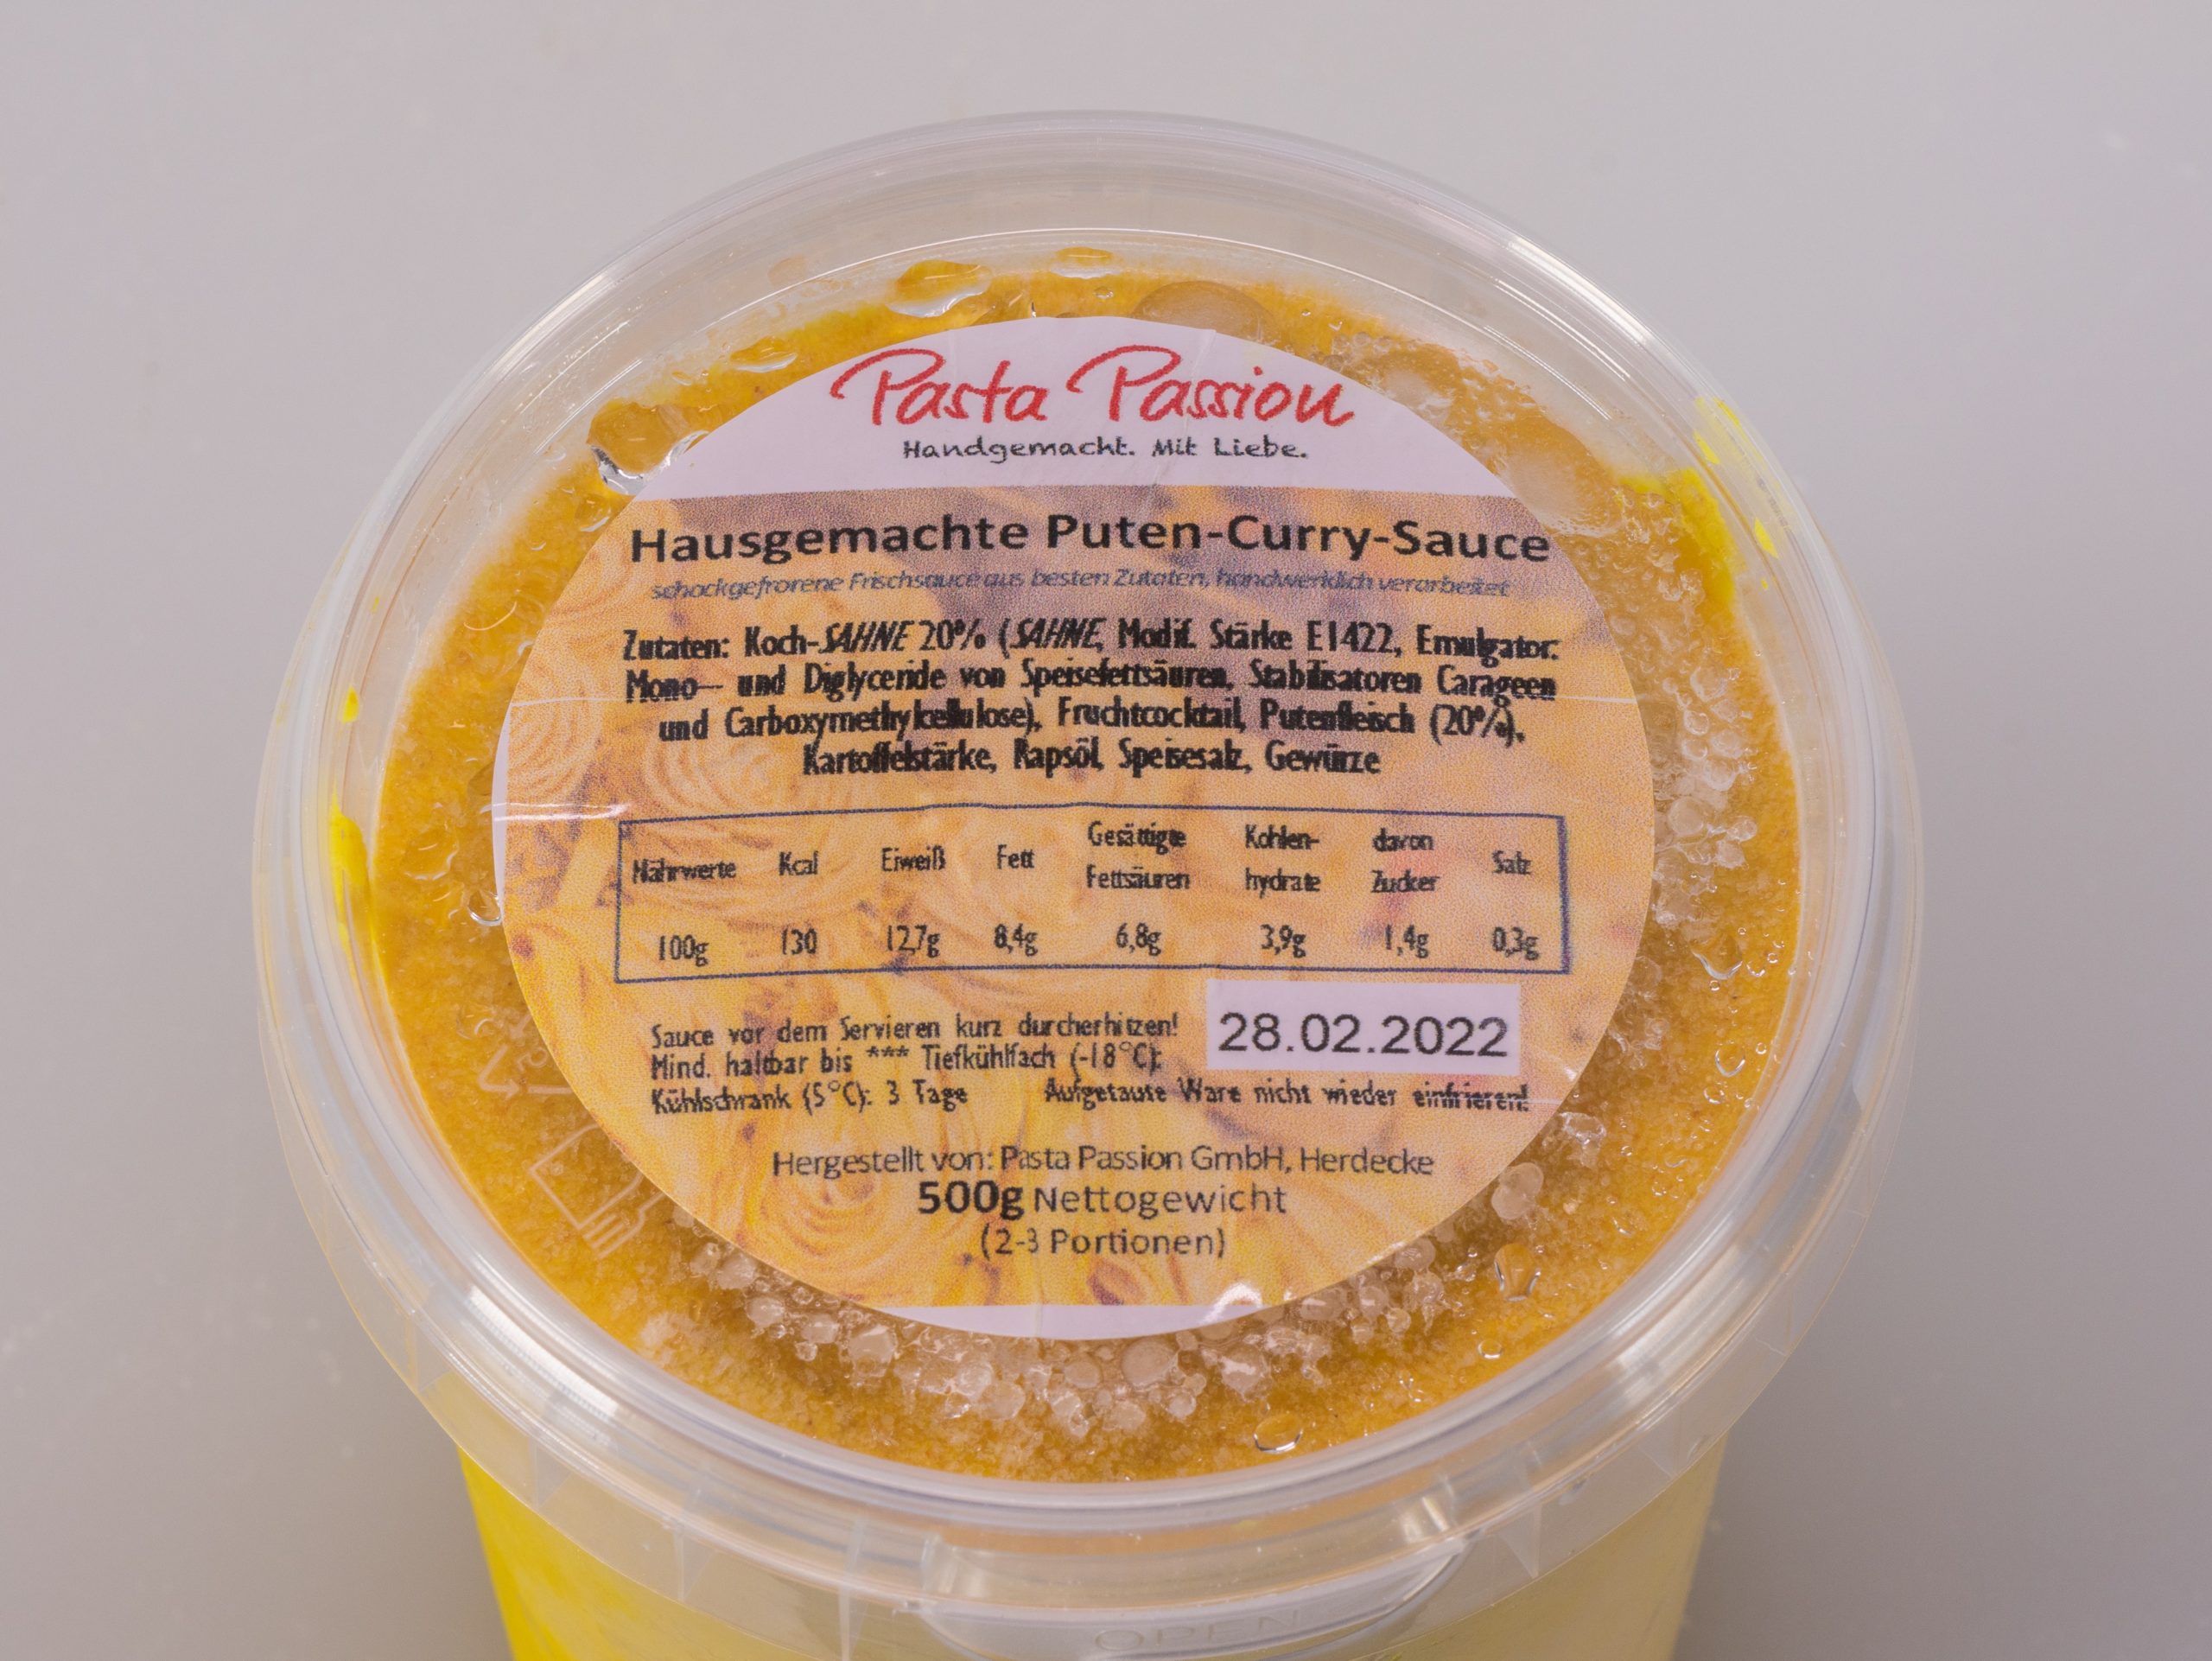 Pasta Passion
Handgemacht. Mit Liebe.
Hausgemachte Puten-Curry-Sauce
schockgefrorene Frischsauce aus besten Zutaten, handwerklich verarbeitet
Zutaten: Koch-SAHNE 20% (SAHNE, Modif. Stärke E1422, Emulgator:
Mono- und Diglyceride von Speisefettsäuren, Stabilisatoren Carageen
und Carboxymethylcellulose), Fruchtcocktail, Putenfleisch (20%),
Kartoffelstärke, Rapsöl, Speisesalz, Gewürze
Nährwerte Kcal Eiweiß Fett Gesättigte Fettsäuren Kohlen-hydrate davon Zucker Salz
100g 130 12,7g 8,4g 6,8g 3,9g 1,4g 0,3g
Sauce vor dem Servieren kurz durcherhitzen!
Mind. haltbar bis *** Tiefkühlfach (-18°C): 28.02.2022
Kühlschrank (5°C): 3 Tage Aufgetaute Ware nicht wieder einfrieren!
Hergestellt von: Pasta Passion GmbH, Herdecke
500g Nettogewicht
(2-3 Portionen)
OPEN